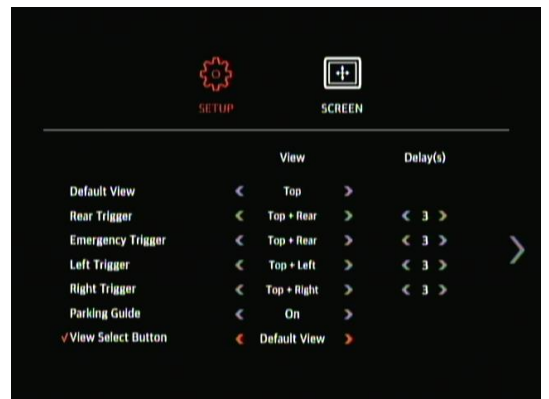 SETUP SCREEN
View Delay(s)
Default View < Top >
Rear Trigger < Top + Rear > < 3 >
Emergency Trigger < Top + Rear > < 3 >
Left Trigger < Top + Left > < 3 >
Right Trigger < Top + Right > < 3 >
Parking Guide < On >
√View Select Button < Default View >